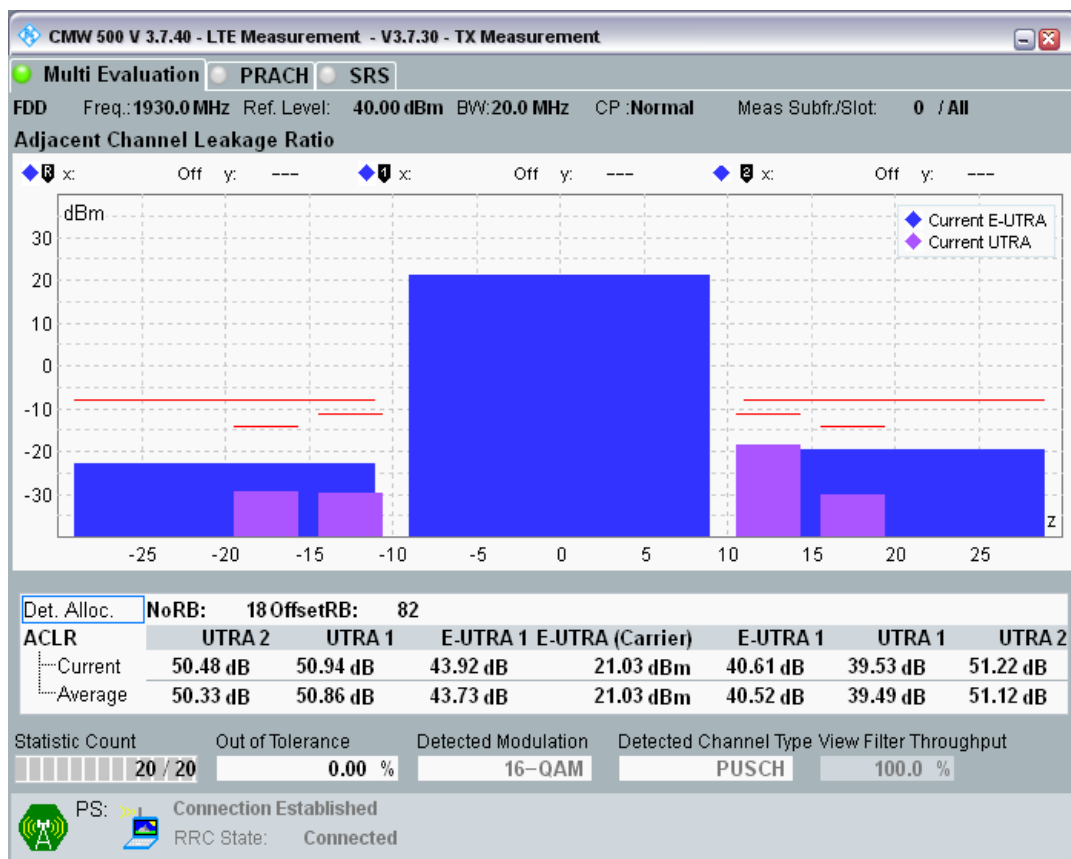 CMW 500 V 3.7.40 - LTE Measurement - V3.7.30 - TX Measurement
Multi Evaluation PRACH SRS
FDD Freq.:1930.0 MHz Ref. Level: 40.00 dBm BW:20.0 MHz CP :Normal Meas Subfr./Slot: 0 / All
Adjacent Channel Leakage Ratio
R x: Off y: --- 1 x: Off y: --- 2 x: Off y: ---
dBm
Current E-UTRA
Current UTRA
30
20
10
0
-10
-20
-30
z
-25 -20 -15 -10 -5 0 5 10 15 20 25
Det. Alloc. NoRB: 18 OffsetRB: 82
ACLR UTRA 2 UTRA 1 E-UTRA 1 E-UTRA (Carrier) E-UTRA 1 UTRA 1 UTRA 2
Current 50.48 dB 50.94 dB 43.92 dB 21.03 dBm 40.61 dB 39.53 dB 51.22 dB
Average 50.33 dB 50.86 dB 43.73 dB 21.03 dBm 40.52 dB 39.49 dB 51.12 dB
Statistic Count Out of Tolerance Detected Modulation Detected Channel Type View Filter Throughput
20 / 20 0.00 % 16-QAM PUSCH 100.0 %
PS: Connection Established
RRC State: Connected